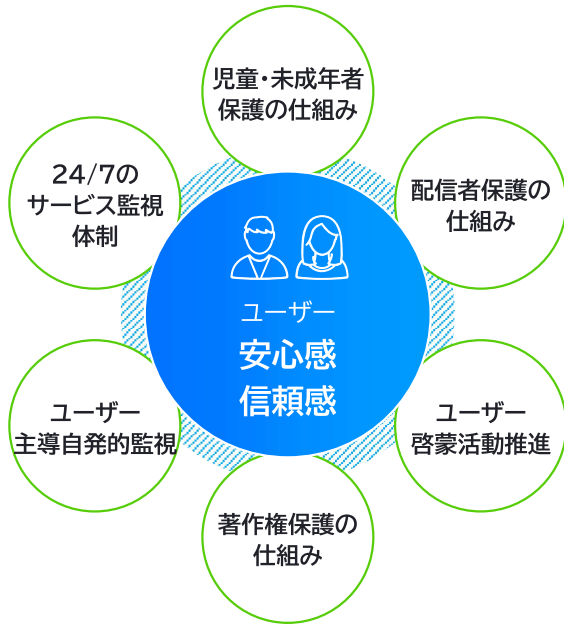 児童・未成年者
保護の仕組み
配信者保護の
仕組み
ユーザー
啓蒙活動推進
著作権保護の
仕組み
ユーザー
主導自発的監視
24/7の
サービス監視
体制
ユーザー
安心感
信頼感